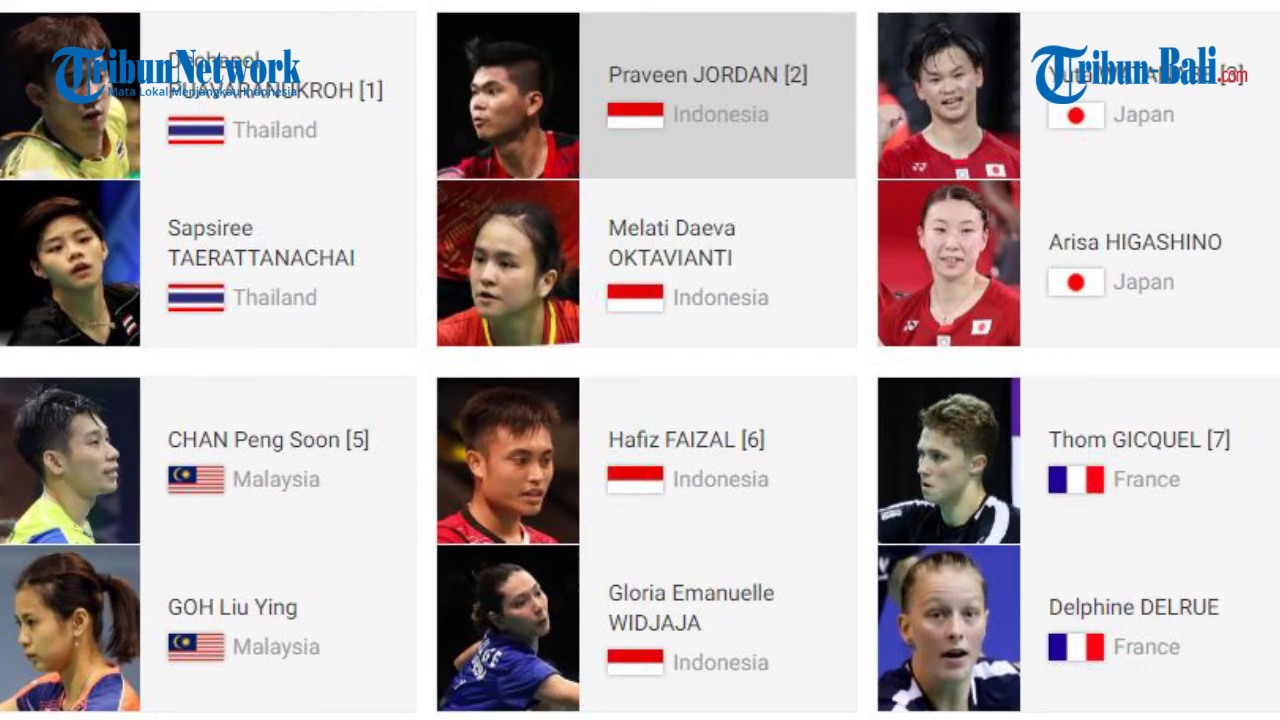 TribunNetwork
Mata Lokal Menjangkau Indonesia
[1]
Thailand
Sapsiree
TAERATTANACHAI
Thailand
Praveen JORDAN [2]
Indonesia
Melati Daeva
OKTAVIANTI
Indonesia
Tribun-Bali.com
Japan
Arisa HIGASHINO
Japan
CHAN Peng Soon [5]
Malaysia
GOH Liu Ying
Malaysia
Hafiz FAIZAL [6]
Indonesia
Gloria Emanuelle
WIDJAJA
Indonesia
Thom GICQUEL [7]
France
Delphine DELRUE
France